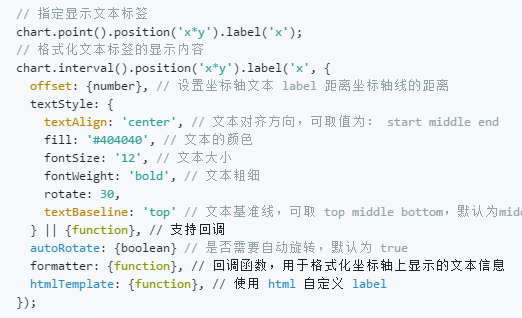 // 指定显示文本标签
chart.point().position('x*y').label('x');
// 格式化文本标签的显示内容
chart.interval().position('x*y').label('x', {
  offset: {number}, // 设置坐标轴文本 label 距离坐标轴线的距离
  textStyle: {
    textAlign: 'center', // 文本对齐方向，可取值为： start middle end
    fill: '#404040', // 文本的颜色
    fontSize: '12', // 文本大小
    fontWeight: 'bold', // 文本粗细
    rotate: 30,
    textBaseline: 'top' // 文本基准线，可取 top middle bottom，默认为
  } || {function}, // 支持回调
  autoRotate: {boolean} // 是否需要自动旋转，默认为 true
  formatter: {function}, // 回调函数，用于格式化坐标轴上显示的文本信息
  htmlTemplate: {function}, // 使用 html 自定义 label
});